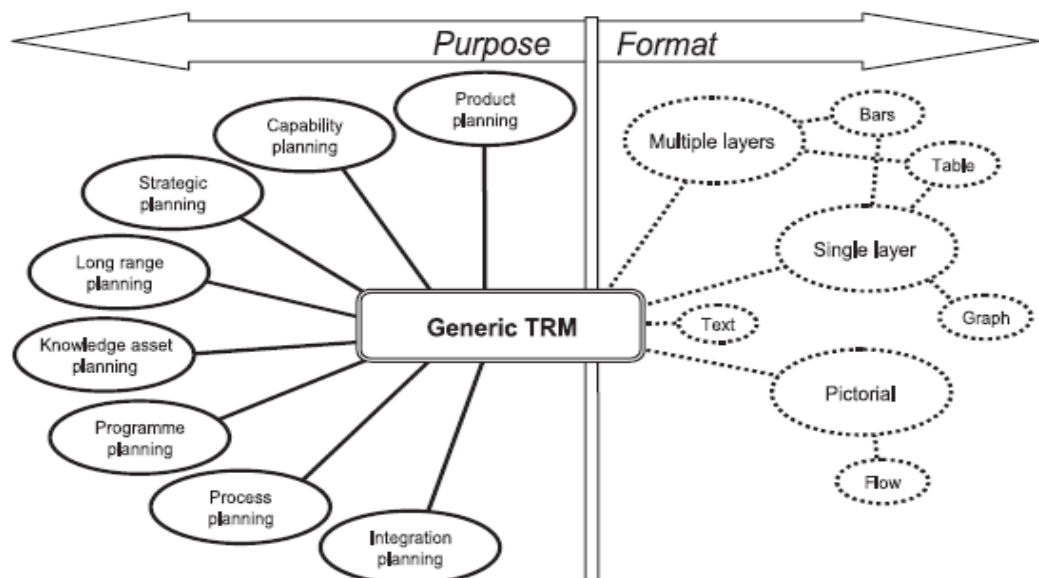 Purpose
Format
Product
planning
Capability
planning
Strategic
planning
Long range
planning
Knowledge asset
planning
Programme
planning
Process
planning
Integration
planning
Generic TRM
Multiple layers
Bars
Table
Single layer
Graph
Text
Pictorial
Flow